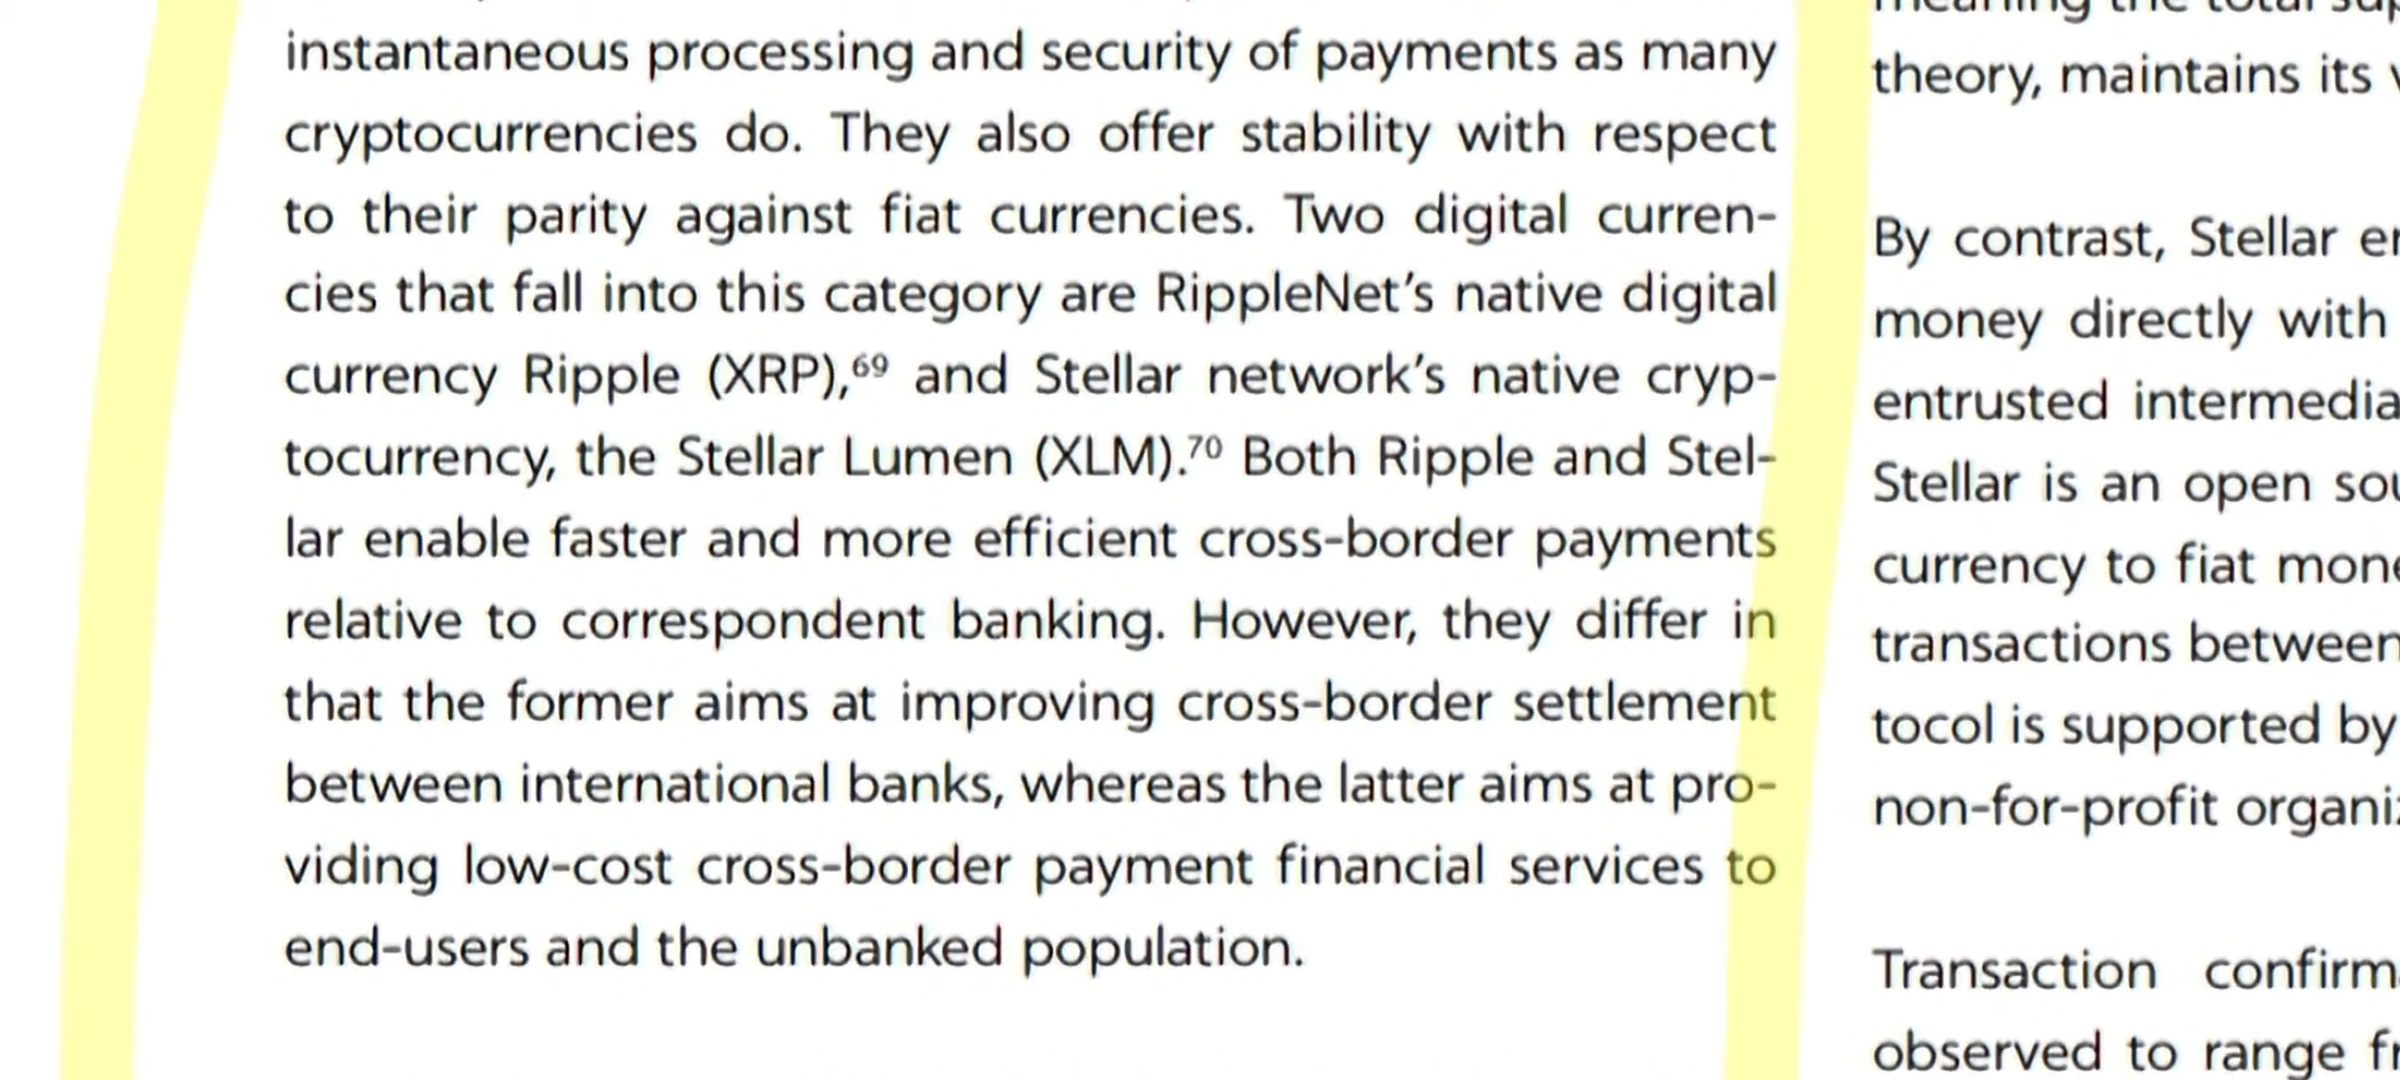 instantaneous processing and security of payments as many
cryptocurrencies do. They also offer stability with respect
to their parity against fiat currencies. Two digital curren-
cies that fall into this category are RippleNet's native digital
currency Ripple (XRP),⁶⁹ and Stellar network's native cryp-
tocurrency, the Stellar Lumen (XLM).⁷⁰ Both Ripple and Stel-
lar enable faster and more efficient cross-border payments
relative to correspondent banking. However, they differ in
that the former aims at improving cross-border settlement
between international banks, whereas the latter aims at pro-
viding low-cost cross-border payment financial services to
end-users and the unbanked population.
meaning the total
theory, maintains its
By contrast, Stellar
money directly with
entrusted
Stellar is an open
currency to fiat
transactions between
tocol is supported by
non-for-profit
Transaction
observed to range